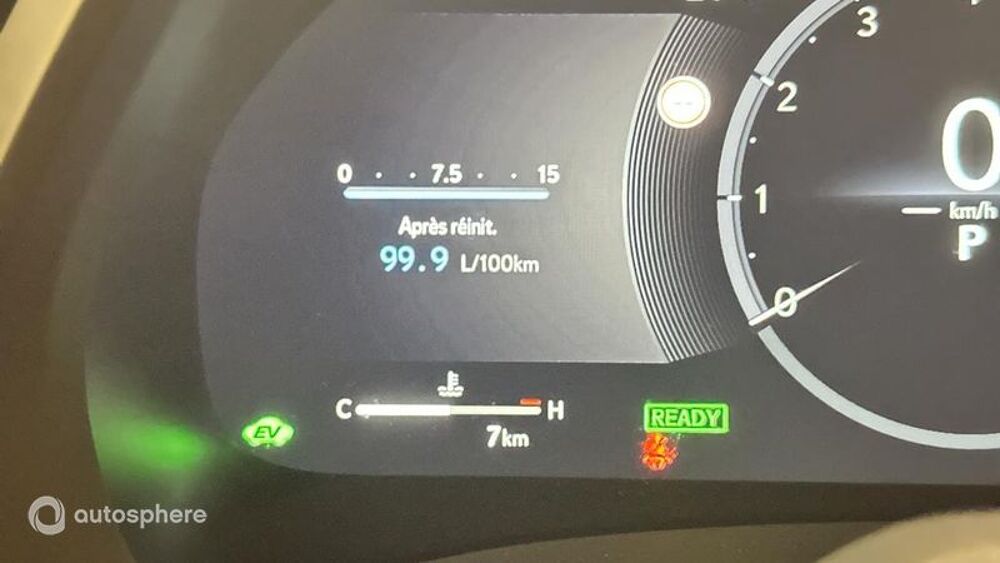 0 · · 7.5 · · 15
Après réinit.
99.9 L/100km
C H
7km
EV
READY
3
2
1
0
0
km/h
P
autosphere